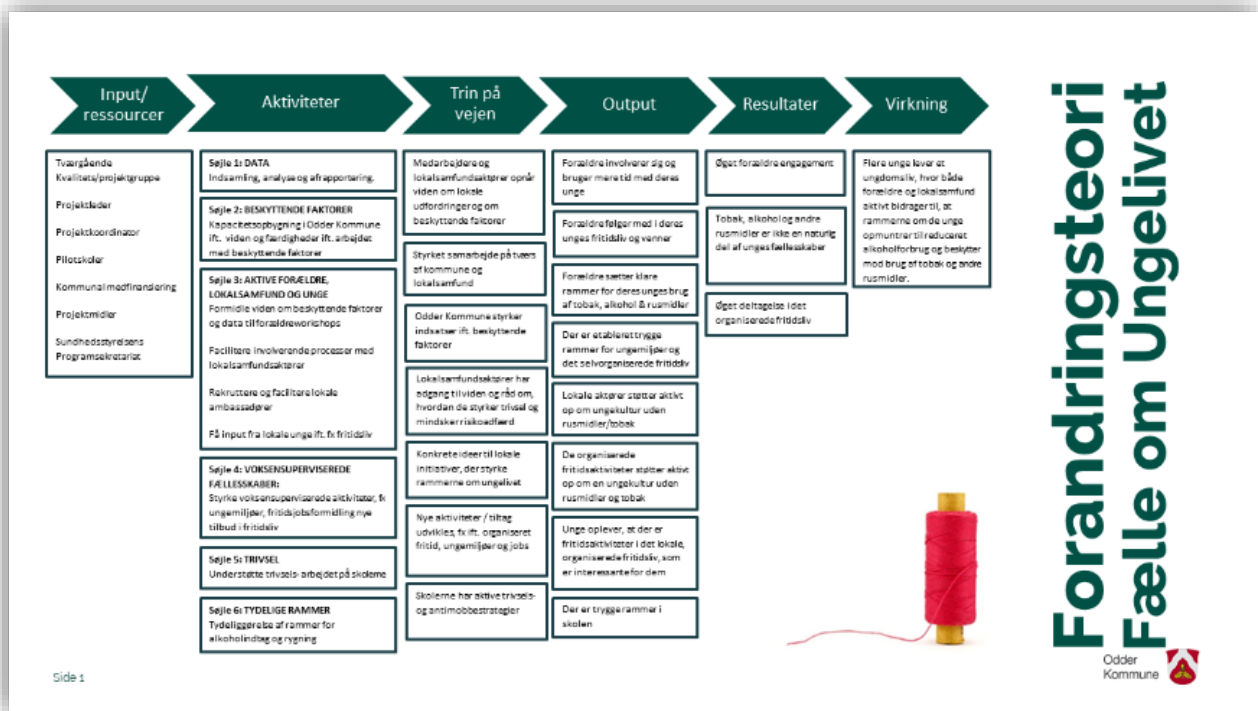 Input/
ressourcer
Aktiviteter
Trin på
vejen
Output
Resultater
Virkning
Tværgående
Kvalitets/projektgruppe
Projektleder
Projektkoordinator
Pilotskoler
Kommunal medfinansiering
Projektmidler
Sundhedsstyrelsens
Programsekretariat
Søjle 1: DATA
Indsamling, analyse og afrapportering.
Søjle 2: BESKYTTENDE FAKTORER
Kapacitetsopbygning i Odder Kommune
ift. viden og færdigheder ift. arbejdet
med beskyttende faktorer
Søjle 3: AKTIVE FORÆLDRE,
LOKALSAMFUND OG UNGE
Formidle viden om beskyttende faktorer
og data til forældreworkshops
Facilitere involverende processer med
lokalsamfundsaktører
Rekruttere og facilitere lokale
ambassadører
Få input fra lokale unge ift. fx fritidsliv
Søjle 4: VOKSENSUPERVISEREDE
FÆLLESSKABER:
Styrke voksensuperviserede aktiviteter, fx
ungemiljøer, fritidsjobsformidling nye
tilbud i fritidsliv
Søjle 5: TRIVSEL
Understøtte trivsels- arbejdet på skolerne
Søjle 6: TYDELIGE RAMMER
Tydeliggørelse af rammer for
alkoholindtag og rygning
Medarbejdere og
lokalsamfundsaktører opnår
viden om lokale
udfordringer og om
beskyttende faktorer
Styrket samarbejde på tværs
af kommune og
lokalsamfund
Odder Kommune styrker
indsatser ift. beskyttende
faktorer
Lokalsamfundsaktører har
adgang til viden og råd om,
hvordan de styrker trivsel og
mindsker risikoadfærd
Konkrete ideer til lokale
initiativer, der styrke
rammerne om ungelivet
Nye aktiviteter / tiltag
udvikles, fx ift. organiseret
fritid, ungemiljøer og jobs
Skolerne har aktive trivsels-
og antimobbestrategier
Forældre involverer sig og
bruger mere tid med deres
unge
Forældre følger med i deres
unges fritidsliv og venner
Forældre sætter klare
rammer for deres unges brug
af tobak, alkohol & rusmidler
Der er etableret trygge
rammer for ungemiljøer og
det selvorganiserede fritidsliv
Lokale aktører støtter aktivt
op om ungekultur uden
rusmidler/tobak
De organiserede
fritidsaktiviteter støtter aktivt
op om en ungekultur uden
rusmidler og tobak
Unge oplever, at der er
fritidsaktiviteter i det lokale,
organiserede fritidsliv, som
er interessante for dem
Der er trygge rammer i
skolen
Øget forældre engagement
Tobak, alkohol og andre
rusmidler er ikke en naturlig
del af unges fællesskaber
Øget deltagelse i det
organiserede fritidsliv
Flere unge lever et
ungdomsliv, hvor både
forældre og lokalsamfund
aktivt bidrager til, at
rammerne om de unge
opmuntrer til reduceret
alkoholforbrug og beskytter
mod brug af tobak og andre
rusmidler.
Forandringsteori
Fælle om Ungelivet
Odder
Kommune
Side 1